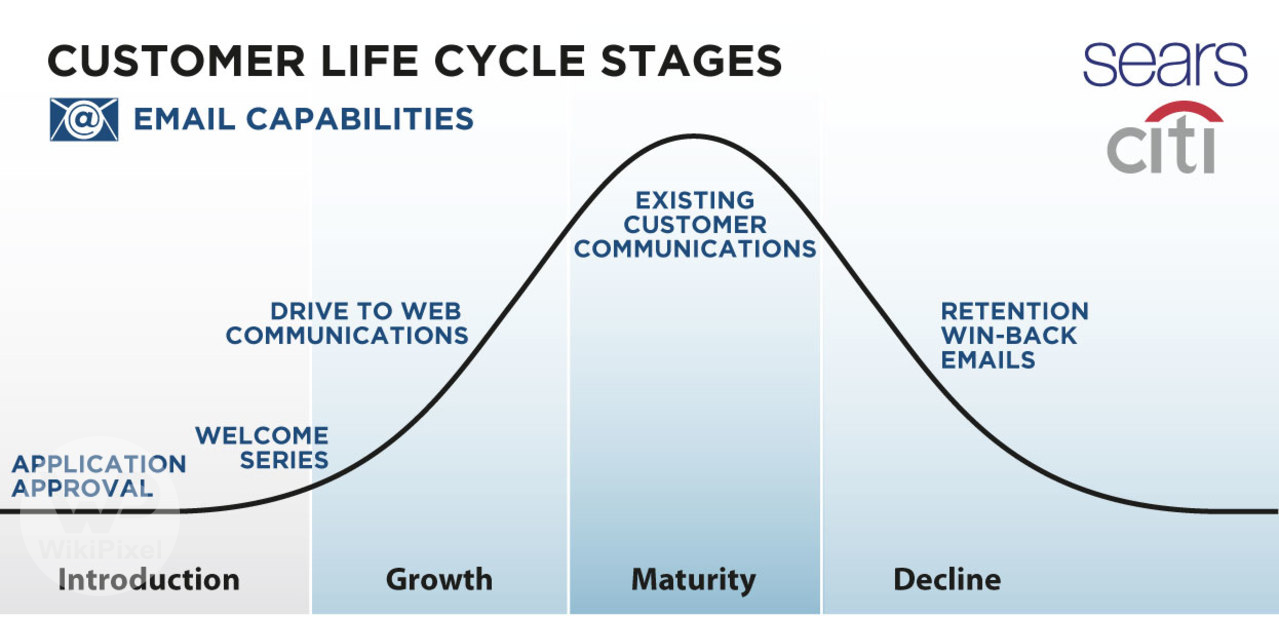 CUSTOMER LIFE CYCLE STAGES
@ EMAIL CAPABILITIES
sears
citi
EXISTING
CUSTOMER
COMMUNICATIONS
DRIVE TO WEB
COMMUNICATIONS
RETENTION
WIN-BACK
EMAILS
WELCOME
SERIES
APPLICATION
APPROVAL
W
WikiPixel
Introduction
Growth
Maturity
Decline